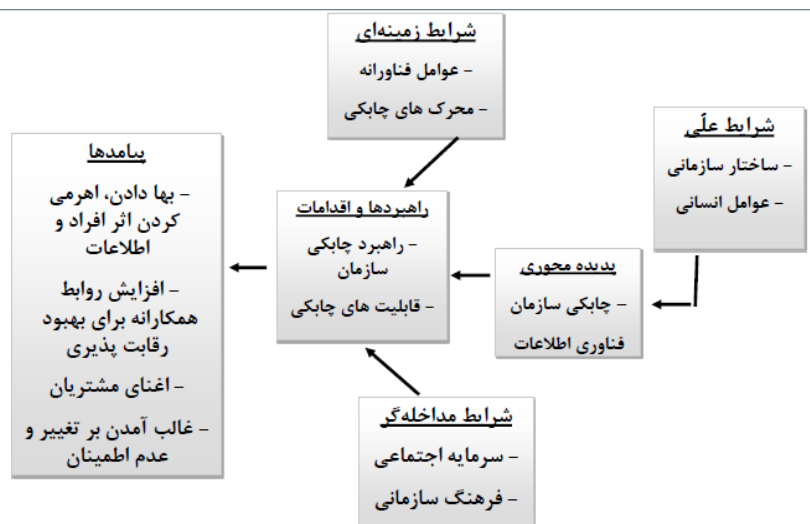 شرایط زمینه‌ای
- عوامل فناورانه
- محرک های چابکی
شرایط علّی
- ساختار سازمانی
- عوامل انسانی
پدیده محوری
- چابکی سازمان
فناوری اطلاعات
راهبردها و اقدامات
- راهبرد چابکی
سازمان
- قابلیت های چابکی
شرایط مداخله‌گر
- سرمایه اجتماعی
- فرهنگ سازمانی
پیامدها
- بها دادن، اهرمی
کردن اثر افراد و
اطلاعات
- افزایش روابط
همکارانه برای بهبود
رقابت پذیری
- اغنای مشتریان
- غالب آمدن بر تغییر و
عدم اطمینان